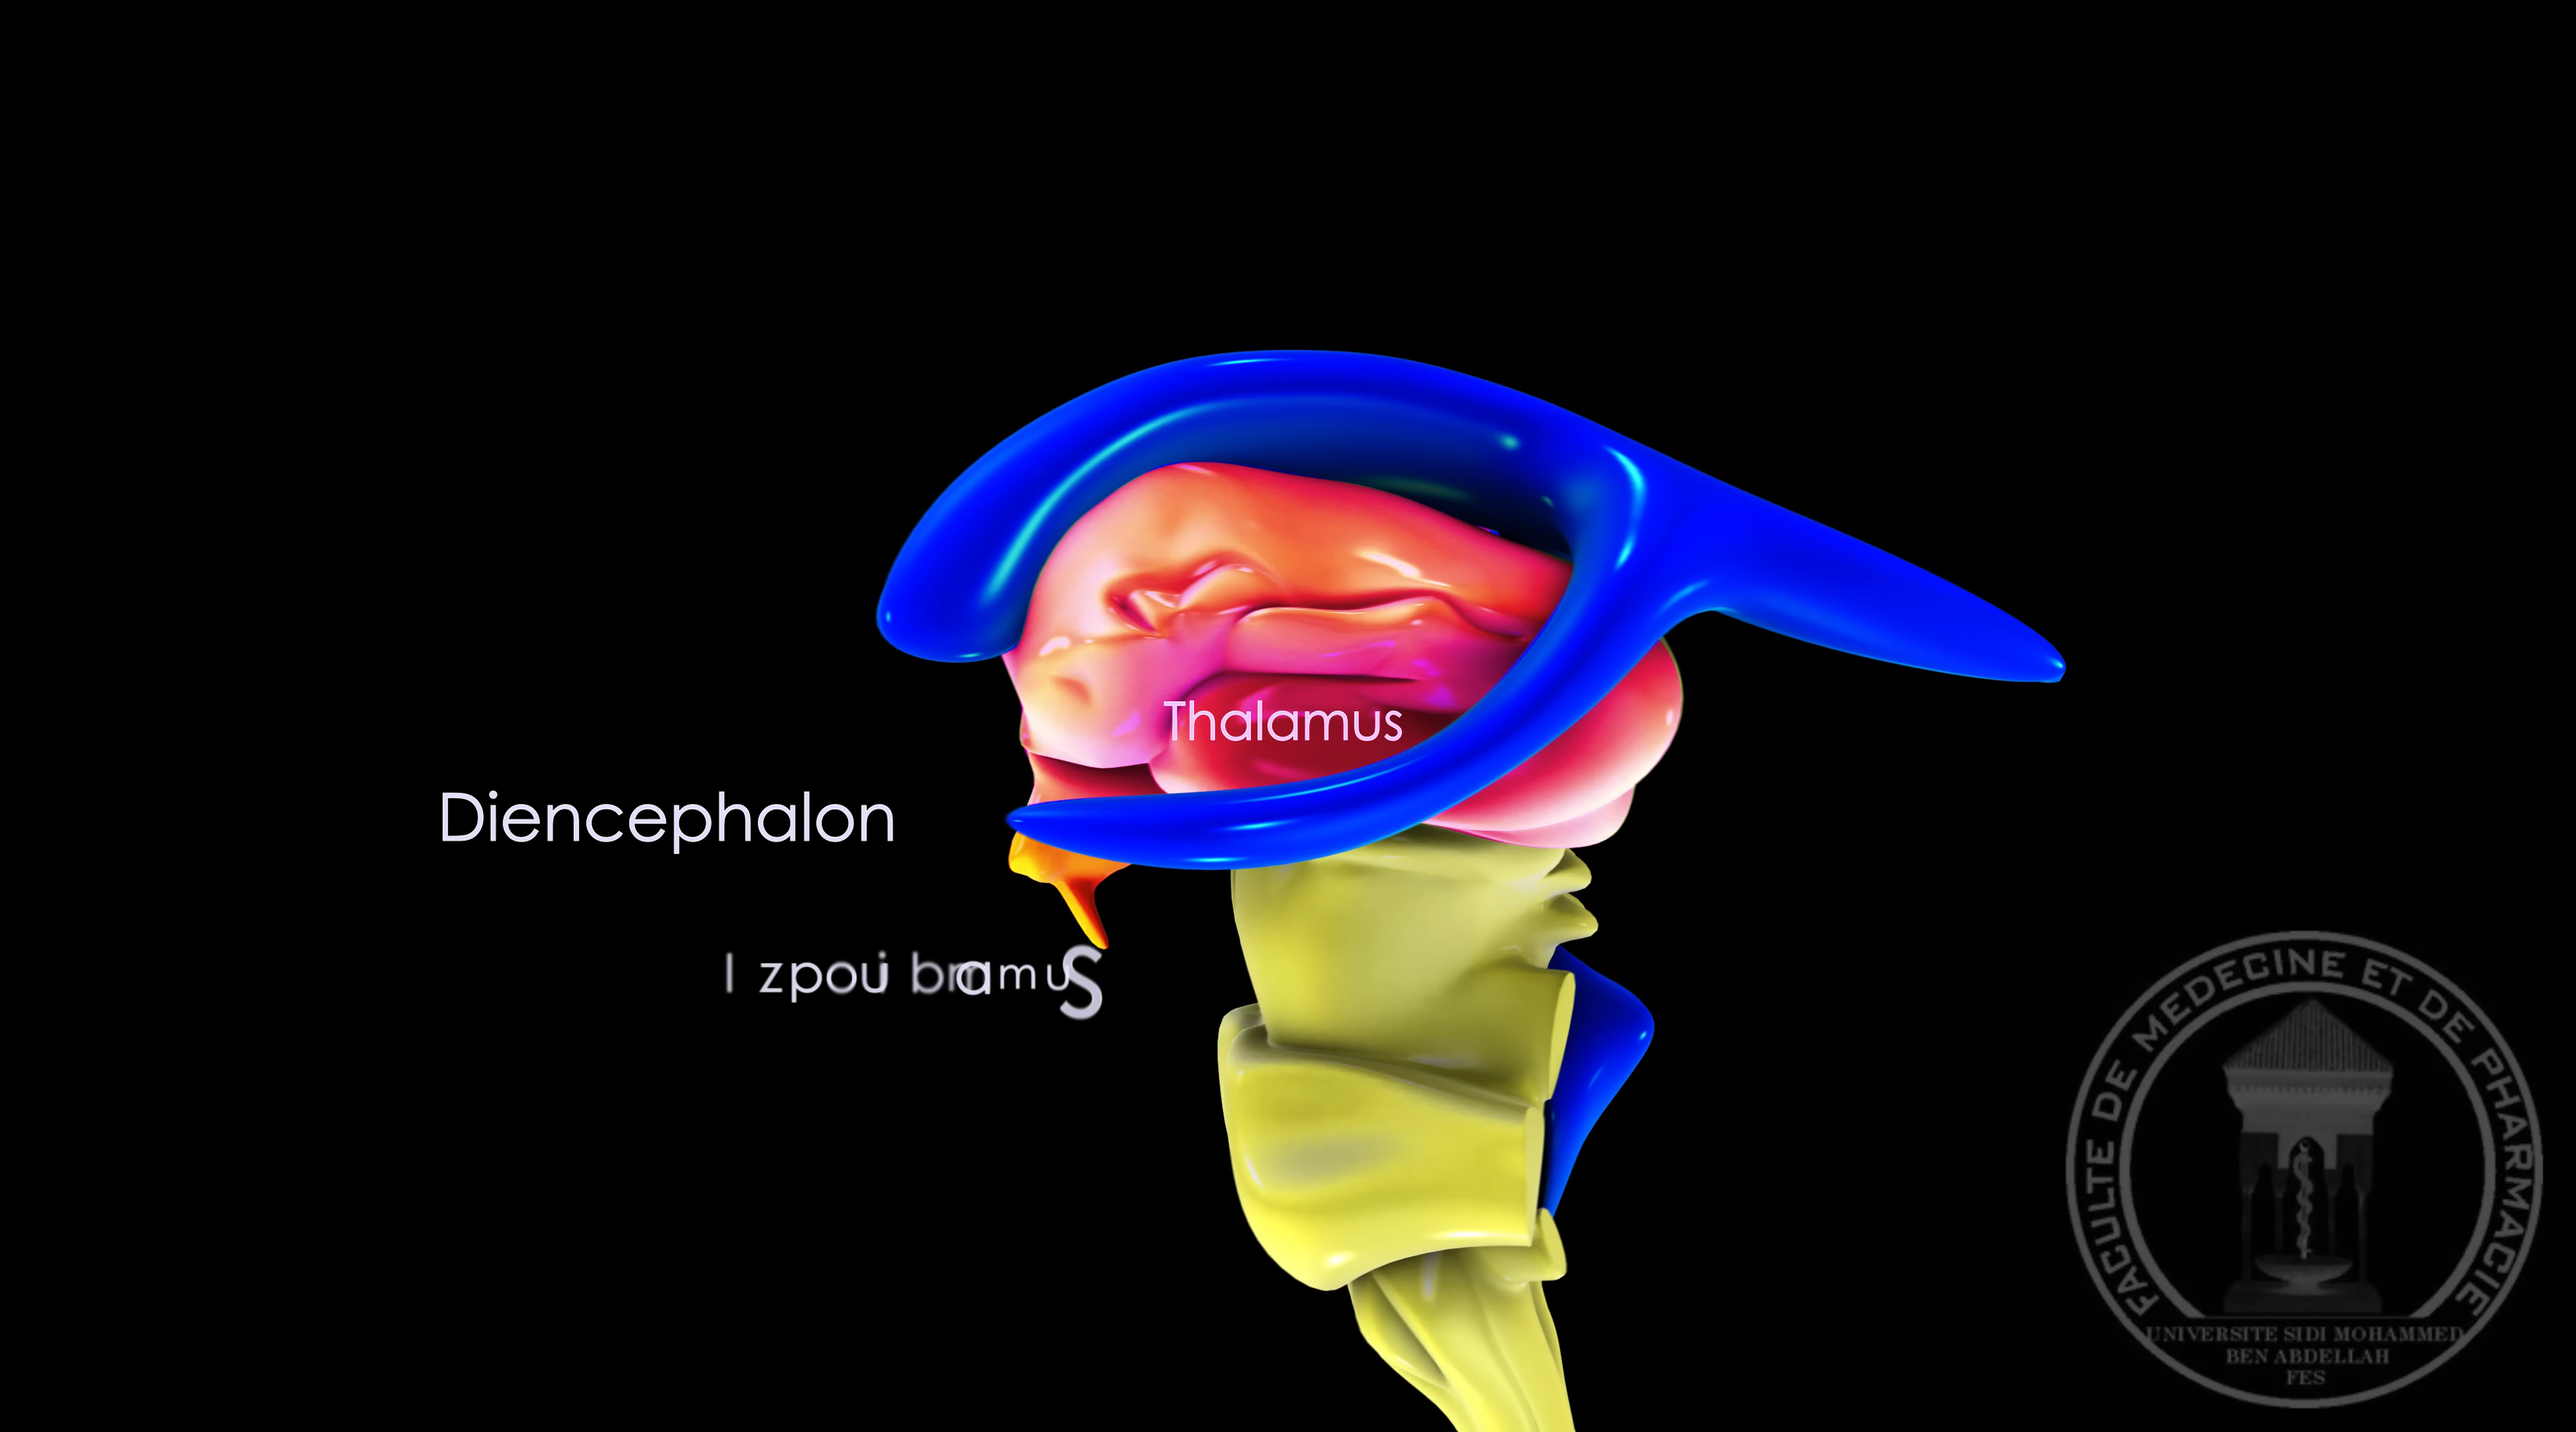 Thalamus
Diencephalon
FACULTE DE MEDECINE ET DE PHARMACIE
UNIVERSITE SIDI MOHAMMED
BEN ABDELLAH
FES